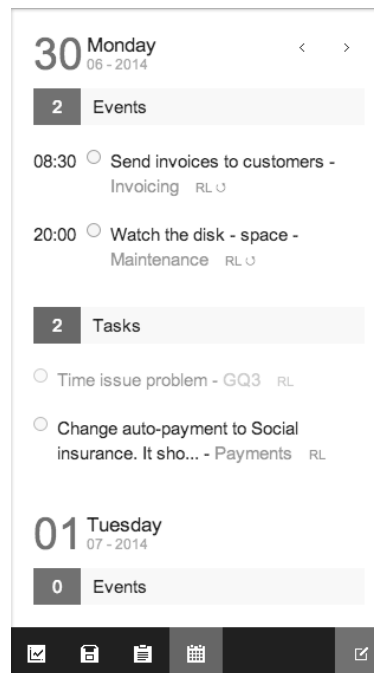 30 Monday
06 - 2014
2 Events
08:30 Send invoices to customers -
Invoicing RL
20:00 Watch the disk - space -
Maintenance RL
2 Tasks
Time issue problem - GQ3 RL
Change auto-payment to Social
insurance. It sho... - Payments RL
01 Tuesday
07 - 2014
0 Events